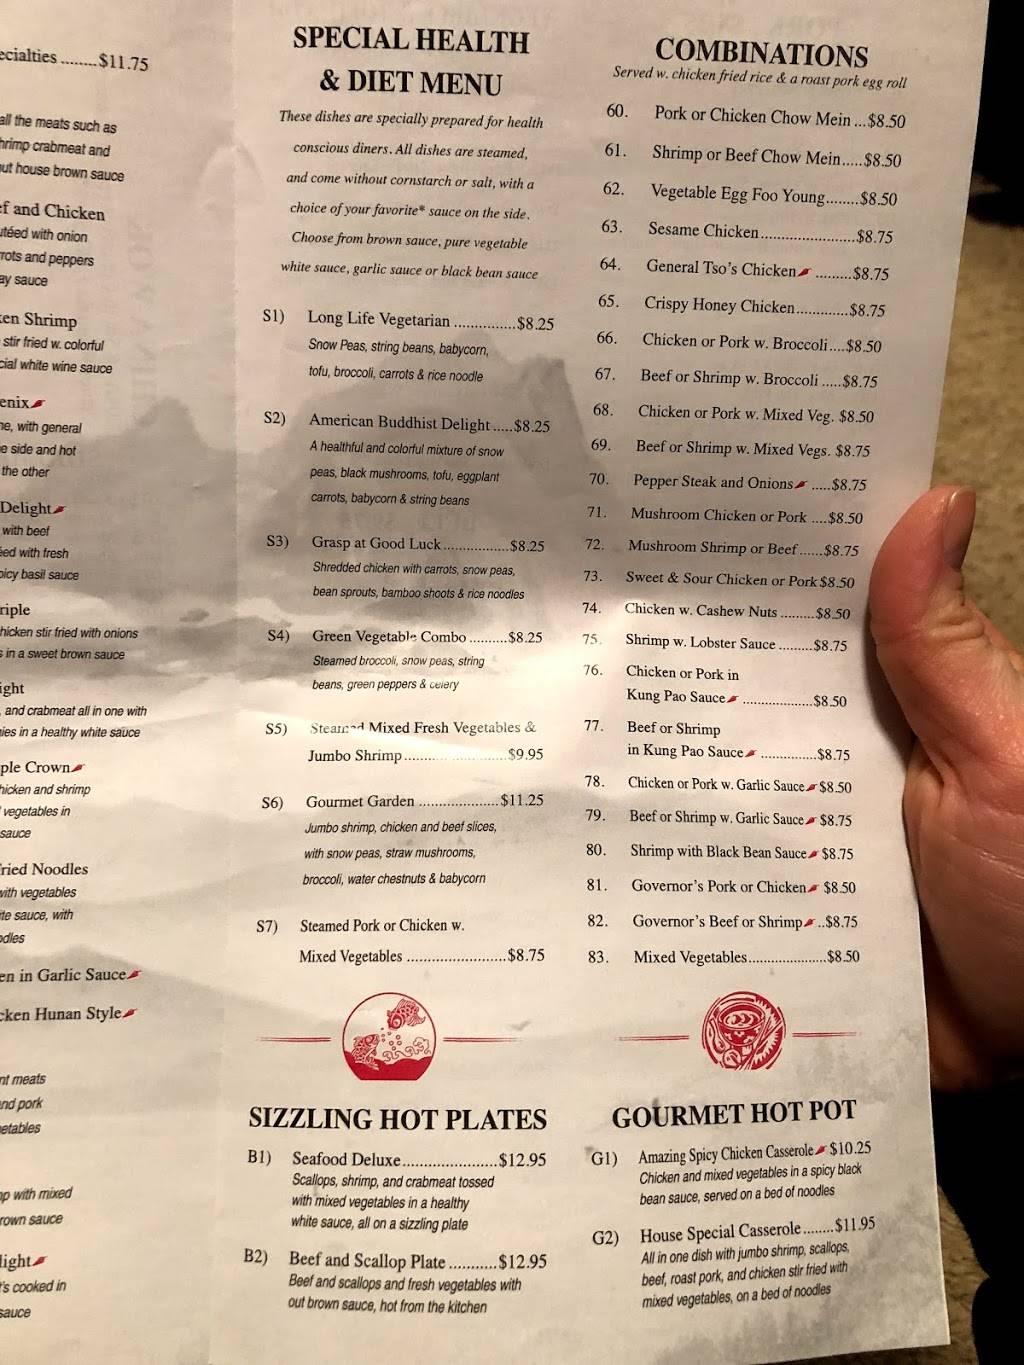 ecialties ........$11.75
all the meats such as
hrimp crabmeat and
out house brown sauce
ef and Chicken
utéed with onion
rrots and peppers
ay sauce
ken Shrimp
stir fried w. colorful
cial white wine sauce
enix
ne, with general
e side and hot
the other
Delight
with beef
éed with fresh
picy basil sauce
riple
hicken stir fried with onions
s in a sweet brown sauce
ight
, and crabmeat all in one with
ies in a healthy white sauce
ple Crown
hicken and shrimp
vegetables in
sauce
ried Noodles
with vegetables
ite sauce, with
odles
en in Garlic Sauce
cken Hunan Style
nt meats
nd pork
etables
p with mixed
rown sauce
light
t's cooked in
sauce
SPECIAL HEALTH
& DIET MENU
These dishes are specially prepared for health
conscious diners. All dishes are steamed,
and come without cornstarch or salt, with a
choice of your favorite* sauce on the side.
Choose from brown sauce, pure vegetable
white sauce, garlic sauce or black bean sauce
S1) Long Life Vegetarian ...............$8.25
Snow Peas, string beans, babycorn,
tofu, broccoli, carrots & rice noodle
S2) American Buddhist Delight .....$8.25
A healthful and colorful mixture of snow
peas, black mushrooms, tofu, eggplant
carrots, babycorn & string beans
S3) Grasp at Good Luck.................$8.25
Shredded chicken with carrots, snow peas,
bean sprouts, bamboo shoots & rice noodles
S4) Green Vegetable Combo ..........$8.25
Steamed broccoli, snow peas, string
beans, green peppers & celery
S5) Steamed Mixed Fresh Vegetables &
Jumbo Shrimp...........................$9.95
S6) Gourmet Garden ....................$11.25
Jumbo shrimp, chicken and beef slices,
with snow peas, straw mushrooms,
broccoli, water chestnuts & babycorn
S7) Steamed Pork or Chicken w.
Mixed Vegetables .........................$8.75
SIZZLING HOT PLATES
B1) Seafood Deluxe.......................$12.95
Scallops, shrimp, and crabmeat tossed
with mixed vegetables in a healthy
white sauce, all on a sizzling plate
B2) Beef and Scallop Plate ...........$12.95
Beef and scallops and fresh vegetables with
out brown sauce, hot from the kitchen
COMBINATIONS
Served w. chicken fried rice & a roast pork egg roll
60. Pork or Chicken Chow Mein ...$8.50
61. Shrimp or Beef Chow Mein.....$8.50
62. Vegetable Egg Foo Young........$8.50
63. Sesame Chicken........................$8.75
64. General Tso's Chicken .........$8.75
65. Crispy Honey Chicken.............$8.75
66. Chicken or Pork w. Broccoli....$8.50
67. Beef or Shrimp w. Broccoli .....$8.75
68. Chicken or Pork w. Mixed Veg. $8.50
69. Beef or Shrimp w. Mixed Vegs. $8.75
70. Pepper Steak and Onions .....$8.75
71. Mushroom Chicken or Pork ....$8.50
72. Mushroom Shrimp or Beef......$8.75
73. Sweet & Sour Chicken or Pork $8.50
74. Chicken w. Cashew Nuts .........$8.50
75. Shrimp w. Lobster Sauce .........$8.75
76. Chicken or Pork in
Kung Pao Sauce ..................$8.50
77. Beef or Shrimp
in Kung Pao Sauce ...............$8.75
78. Chicken or Pork w. Garlic Sauce $8.50
79. Beef or Shrimp w. Garlic Sauce $8.75
80. Shrimp with Black Bean Sauce $8.75
81. Governor's Pork or Chicken $8.50
82. Governor's Beef or Shrimp ..$8.75
83. Mixed Vegetables....................$8.50
GOURMET HOT POT
G1) Amazing Spicy Chicken Casserole $10.25
Chicken and mixed vegetables in a spicy black
bean sauce, served on a bed of noodles
G2) House Special Casserole ........$11.95
All in one dish with jumbo shrimp, scallops,
beef, roast pork, and chicken stir fried with
mixed vegetables, on a bed of noodles